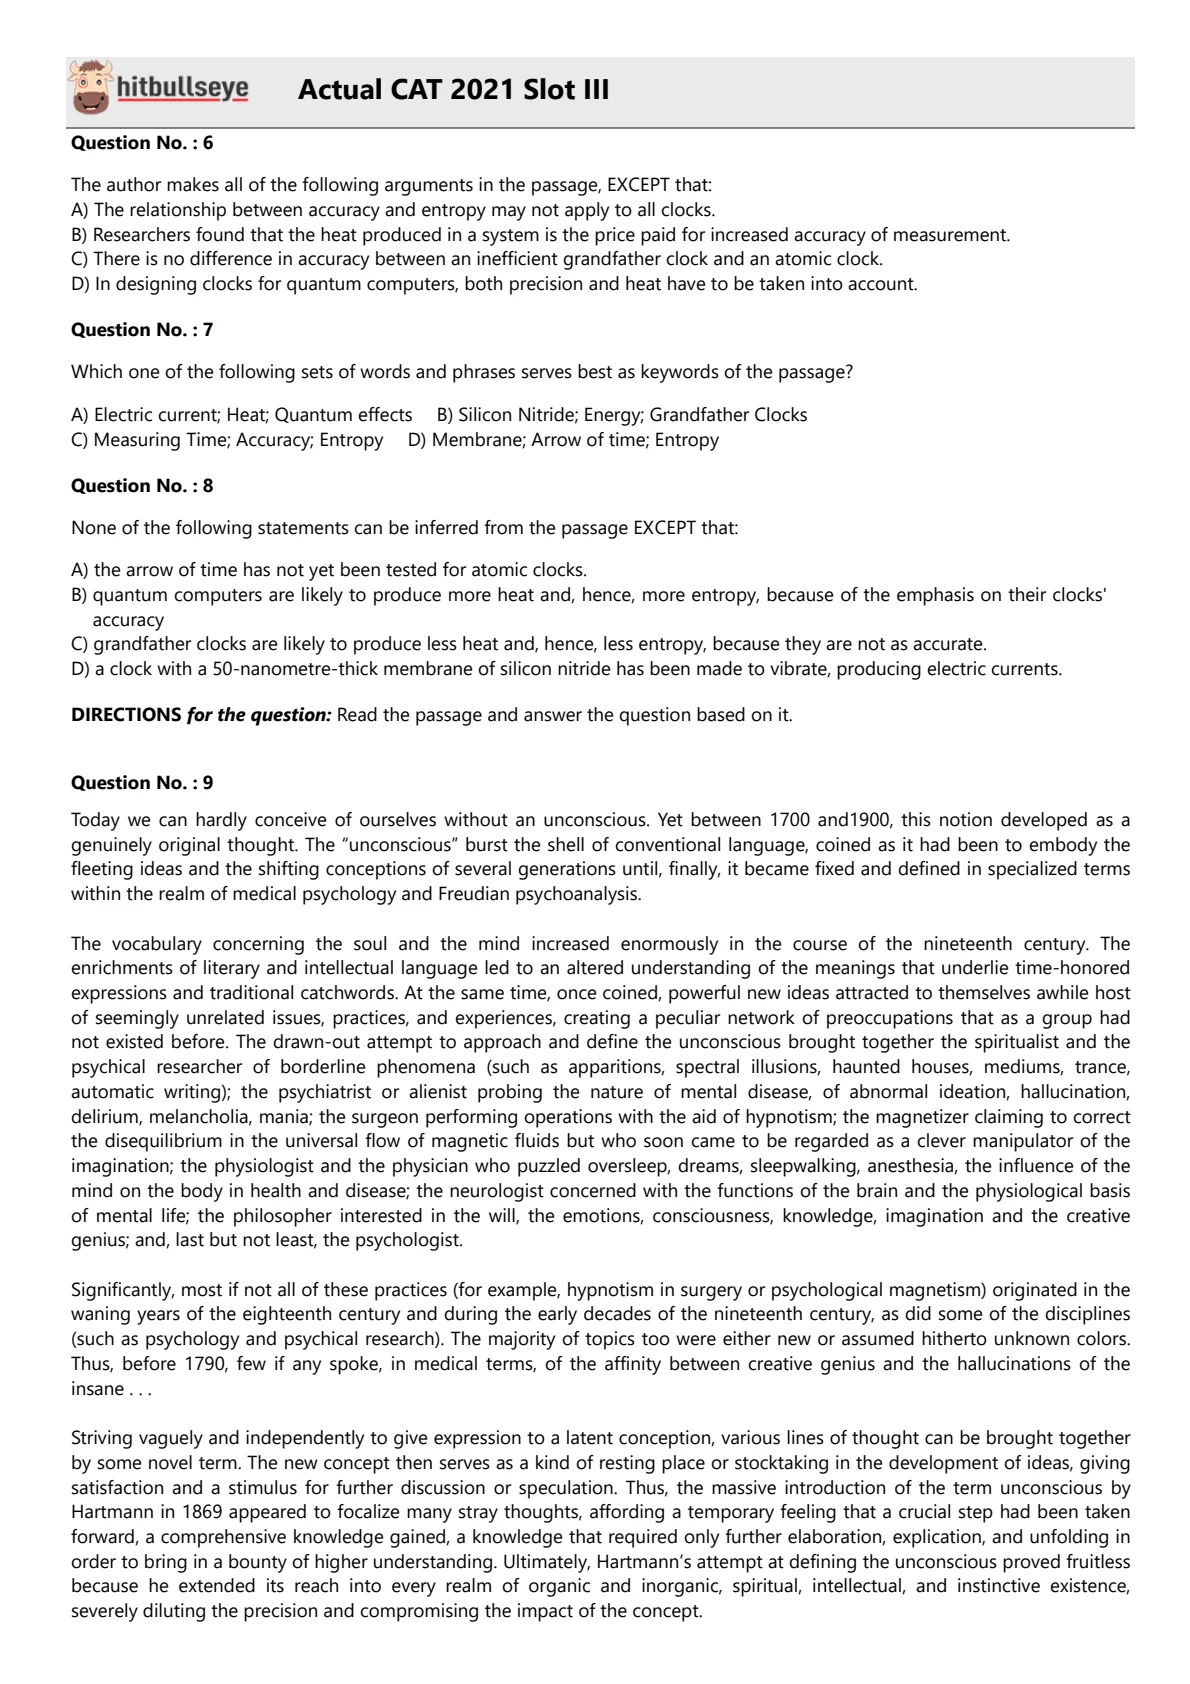 hitbullseye Actual CAT 2021 Slot III
Question No. : 6
The author makes all of the following arguments in the passage, EXCEPT that:
A) The relationship between accuracy and entropy may not apply to all clocks.
B) Researchers found that the heat produced in a system is the price paid for increased accuracy of measurement.
C) There is no difference in accuracy between an inefficient grandfather clock and an atomic clock.
D) In designing clocks for quantum computers, both precision and heat have to be taken into account.
Question No. : 7
Which one of the following sets of words and phrases serves best as keywords of the passage?
A) Electric current; Heat; Quantum effects B) Silicon Nitride; Energy; Grandfather Clocks
C) Measuring Time; Accuracy; Entropy D) Membrane; Arrow of time; Entropy
Question No. : 8
None of the following statements can be inferred from the passage EXCEPT that:
A) the arrow of time has not yet been tested for atomic clocks.
B) quantum computers are likely to produce more heat and, hence, more entropy, because of the emphasis on their clocks'
accuracy
C) grandfather clocks are likely to produce less heat and, hence, less entropy, because they are not as accurate.
D) a clock with a 50-nanometre-thick membrane of silicon nitride has been made to vibrate, producing electric currents.
DIRECTIONS for the question: Read the passage and answer the question based on it.
Question No. : 9
Today we can hardly conceive of ourselves without an unconscious. Yet between 1700 and1900, this notion developed as a
genuinely original thought. The “unconscious” burst the shell of conventional language, coined as it had been to embody the
fleeting ideas and the shifting conceptions of several generations until, finally, it became fixed and defined in specialized terms
within the realm of medical psychology and Freudian psychoanalysis.
The vocabulary concerning the soul and the mind increased enormously in the course of the nineteenth century. The
enrichments of literary and intellectual language led to an altered understanding of the meanings that underlie time-honored
expressions and traditional catchwords. At the same time, once coined, powerful new ideas attracted to themselves awhile host
of seemingly unrelated issues, practices, and experiences, creating a peculiar network of preoccupations that as a group had
not existed before. The drawn-out attempt to approach and define the unconscious brought together the spiritualist and the
psychical researcher of borderline phenomena (such as apparitions, spectral illusions, haunted houses, mediums, trance,
automatic writing); the psychiatrist or alienist probing the nature of mental disease, of abnormal ideation, hallucination,
delirium, melancholia, mania; the surgeon performing operations with the aid of hypnotism; the magnetizer claiming to correct
the disequilibrium in the universal flow of magnetic fluids but who soon came to be regarded as a clever manipulator of the
imagination; the physiologist and the physician who puzzled oversleep, dreams, sleepwalking, anesthesia, the influence of the
mind on the body in health and disease; the neurologist concerned with the functions of the brain and the physiological basis
of mental life; the philosopher interested in the will, the emotions, consciousness, knowledge, imagination and the creative
genius; and, last but not least, the psychologist.
Significantly, most if not all of these practices (for example, hypnotism in surgery or psychological magnetism) originated in the
waning years of the eighteenth century and during the early decades of the nineteenth century, as did some of the disciplines
(such as psychology and psychical research). The majority of topics too were either new or assumed hitherto unknown colors.
Thus, before 1790, few if any spoke, in medical terms, of the affinity between creative genius and the hallucinations of the
insane . . .
Striving vaguely and independently to give expression to a latent conception, various lines of thought can be brought together
by some novel term. The new concept then serves as a kind of resting place or stocktaking in the development of ideas, giving
satisfaction and a stimulus for further discussion or speculation. Thus, the massive introduction of the term unconscious by
Hartmann in 1869 appeared to focalize many stray thoughts, affording a temporary feeling that a crucial step had been taken
forward, a comprehensive knowledge gained, a knowledge that required only further elaboration, explication, and unfolding in
order to bring in a bounty of higher understanding. Ultimately, Hartmann’s attempt at defining the unconscious proved fruitless
because he extended its reach into every realm of organic and inorganic, spiritual, intellectual, and instinctive existence,
severely diluting the precision and compromising the impact of the concept.